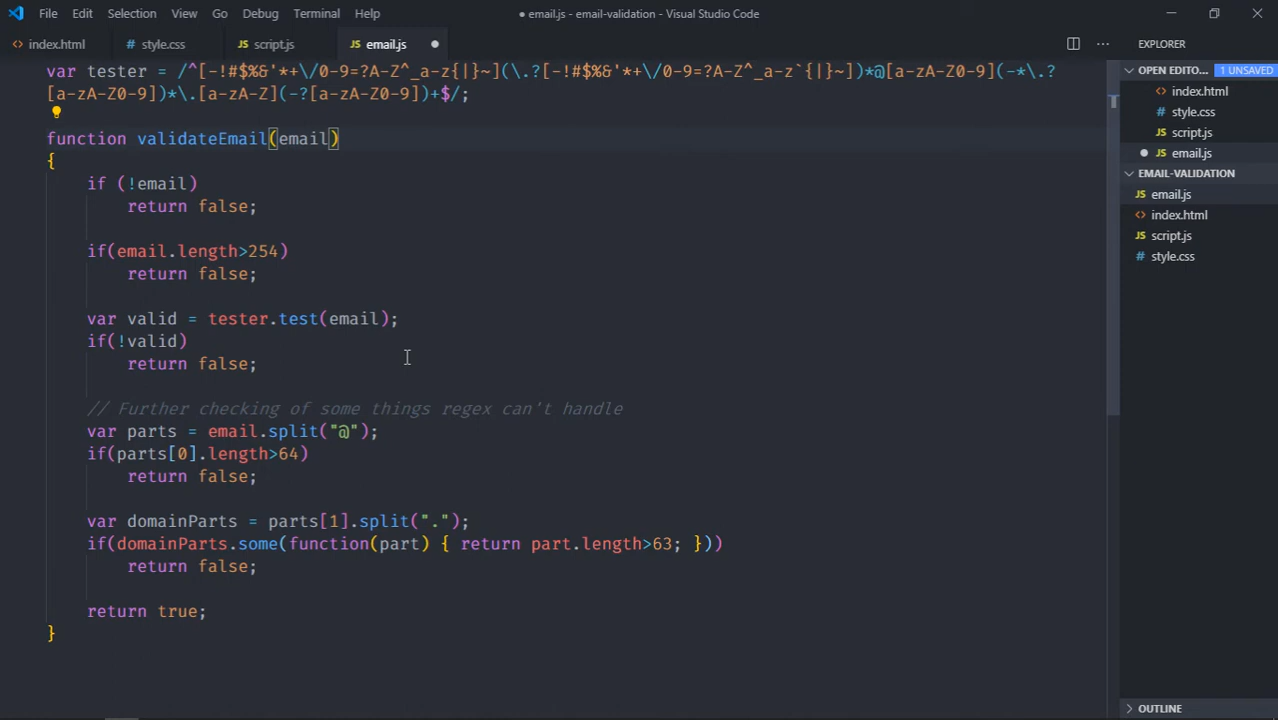 File Edit Selection View Go Debug Terminal Help ● email.js - email-validation - Visual Studio Code
index.html style.css script.js email.js
EXPLORER
var tester = /^[-!#$%&'*+\/0-9=?A-Z^_a-z{|}~](\.?[-!#$%&'*+\/0-9=?A-Z^_a-z`{|}~])*@[a-zA-Z0-9](-*\.?
[a-zA-Z0-9])*\.[a-zA-Z](-?[a-zA-Z0-9])+$/;
function validateEmail(email)
{
if (!email)
return false;
if(email.length>254)
return false;
var valid = tester.test(email);
if(!valid)
return false;
// Further checking of some things regex can't handle
var parts = email.split("@");
if(parts[0].length>64)
return false;
var domainParts = parts[1].split(".");
if(domainParts.some(function(part) { return part.length>63; }))
return false;
return true;
}
OPEN EDITO... 1 UNSAVED
index.html
style.css
script.js
email.js
EMAIL-VALIDATION
email.js
index.html
script.js
style.css
OUTLINE